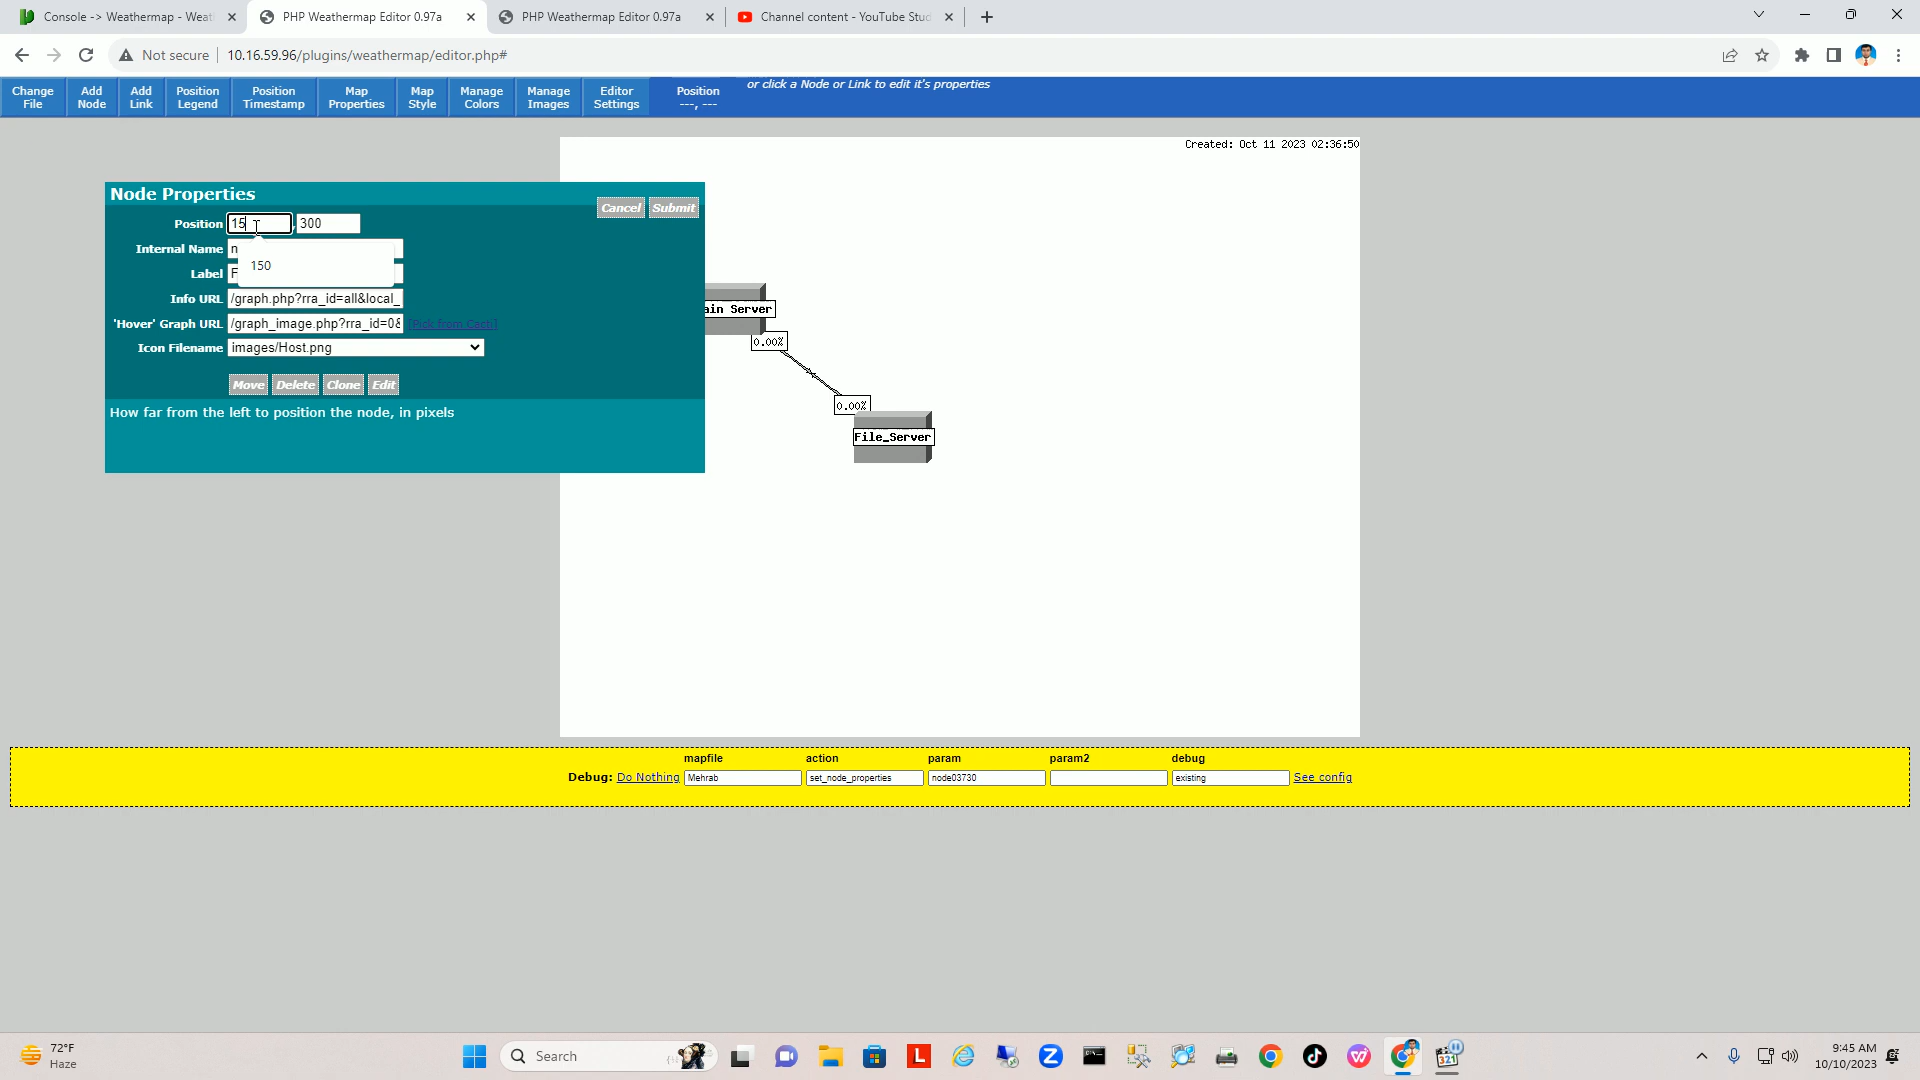 Console -> Weathermap - Weat
PHP Weathermap Editor 0.97a
PHP Weathermap Editor 0.97a
Channel content - YouTube Stud
Not secure
10.16.59.96/plugins/weathermap/editor.php#
Change File
Add Node
Add Link
Position Legend
Position Timestamp
Map Properties
Map Style
Manage Colors
Manage Images
Editor Settings
Position ---, ---
or click a Node or Link to edit it's properties
Created: Oct 11 2023 02:36:50
Node Properties
Cancel Submit
Position 15 , 300
Internal Name n
150
Label F
Info URL /graph.php?rra_id=all&local_
'Hover' Graph URL /graph_image.php?rra_id=0& [Pick from Cacti]
Icon Filename images/Host.png
Move Delete Clone Edit
How far from the left to position the node, in pixels
ain Server
0.00%
0.00%
File_Server
mapfile action param param2 debug
Debug: Do Nothing Mehrab set_node_properties node03730 existing See config
72°F
Haze
Search
321
9:45 AM
10/10/2023